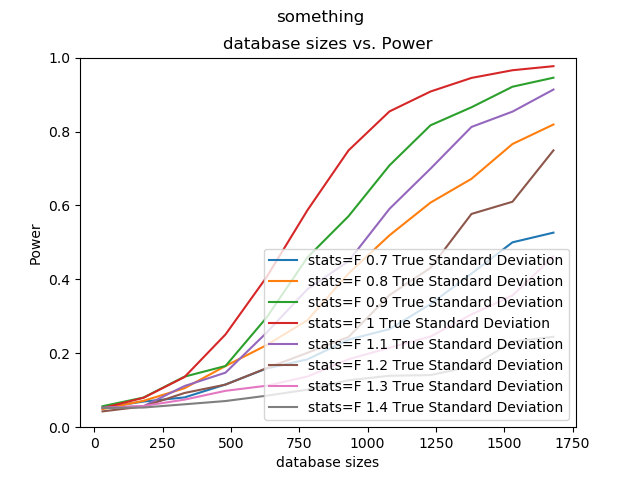 something
database sizes vs. Power
1.0
0.8
0.6
0.4
0.2
0.0
Power
stats=F 0.7 True Standard Deviation
stats=F 0.8 True Standard Deviation
stats=F 0.9 True Standard Deviation
stats=F 1 True Standard Deviation
stats=F 1.1 True Standard Deviation
stats=F 1.2 True Standard Deviation
stats=F 1.3 True Standard Deviation
stats=F 1.4 True Standard Deviation
0 250 500 750 1000 1250 1500 1750
database sizes